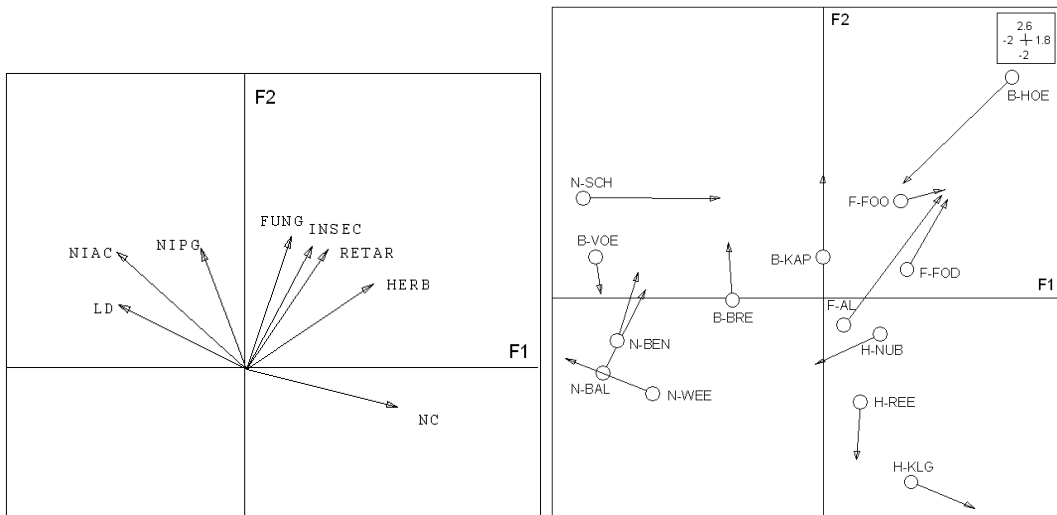 F2
FUNG
INSEC
NIAC
NIPG
RETAR
HERB
LD
F1
NC
F2
2.6
-2 1.8
-2
B-HOE
N-SCH
F-FOO
B-VOE
B-KAP
F-FOD
F1
B-BRE
F-AL
N-BEN
H-NUB
N-BAL
N-WEE
H-REE
H-KLG